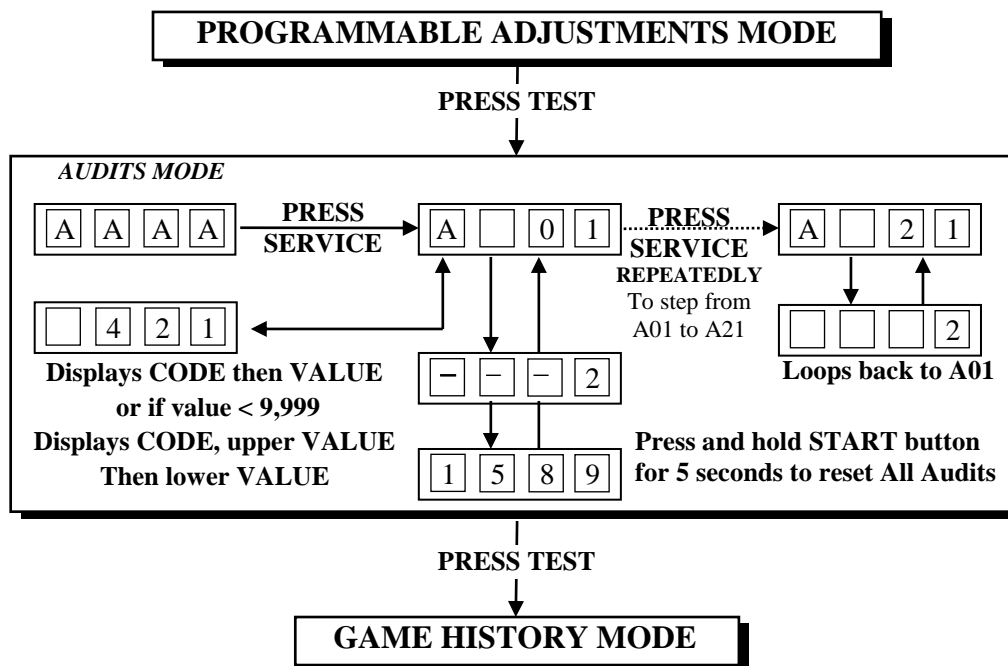 PROGRAMMABLE ADJUSTMENTS MODE
PRESS TEST
AUDITS MODE
A A A A
PRESS
SERVICE
A 0 1
PRESS
SERVICE
REPEATEDLY
To step from
A01 to A21
A 2 1
4 2 1
Displays CODE then VALUE
or if value < 9,999
Displays CODE, upper VALUE
Then lower VALUE
– – – 2
1 5 8 9
2
Loops back to A01
Press and hold START button
for 5 seconds to reset All Audits
PRESS TEST
GAME HISTORY MODE